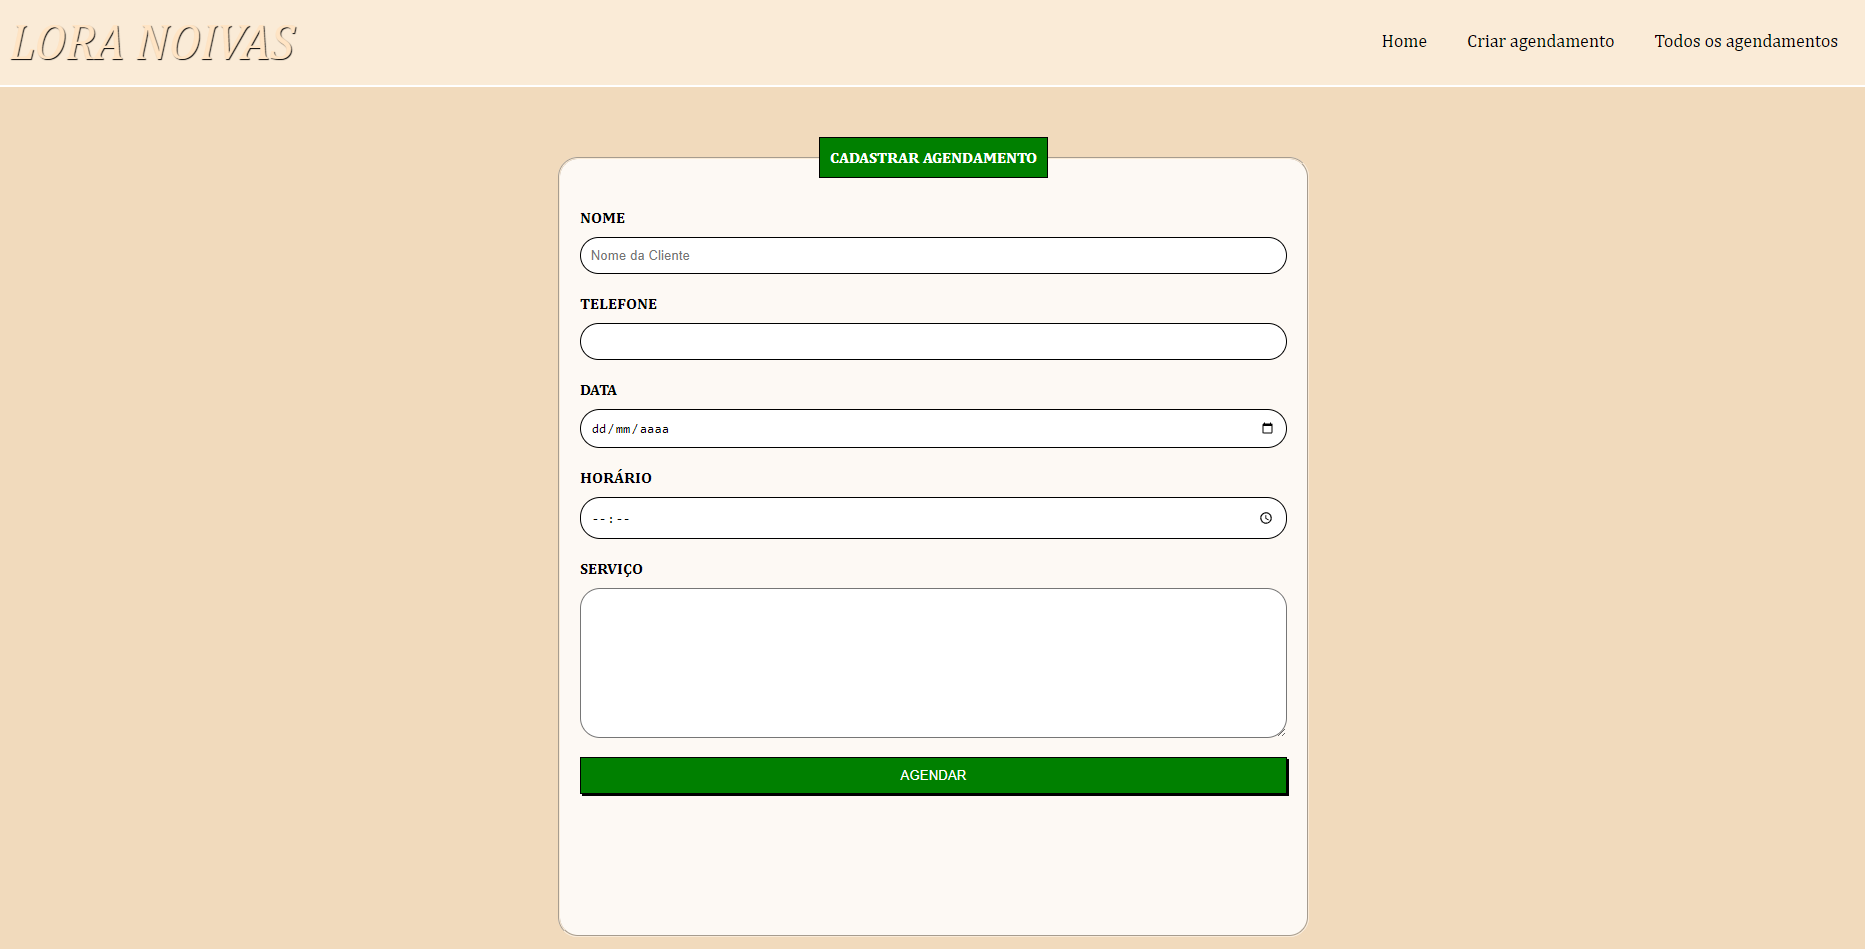 LORA NOIVAS
Home Criar agendamento Todos os agendamentos
CADASTRAR AGENDAMENTO
NOME
Nome da Cliente
TELEFONE
DATA
dd/mm/aaaa
HORÁRIO
--:--
SERVIÇO
AGENDAR